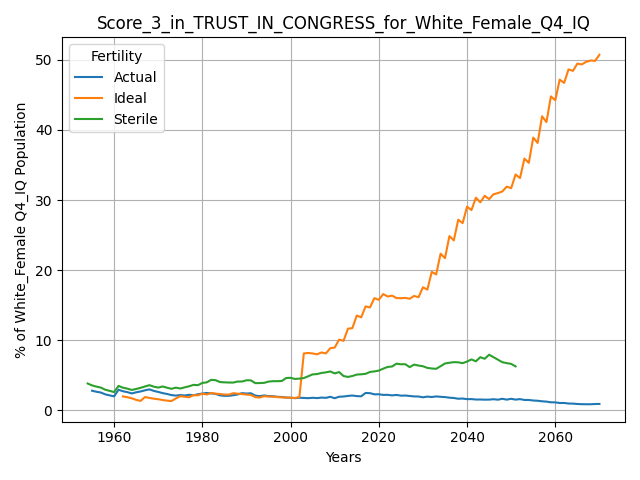 Score_3_in_TRUST_IN_CONGRESS_for_White_Female_Q4_IQ
% of White_Female Q4_IQ Population
50
40
30
20
10
0
Fertility
Actual
Ideal
Sterile
1960 1980 2000 2020 2040 2060
Years